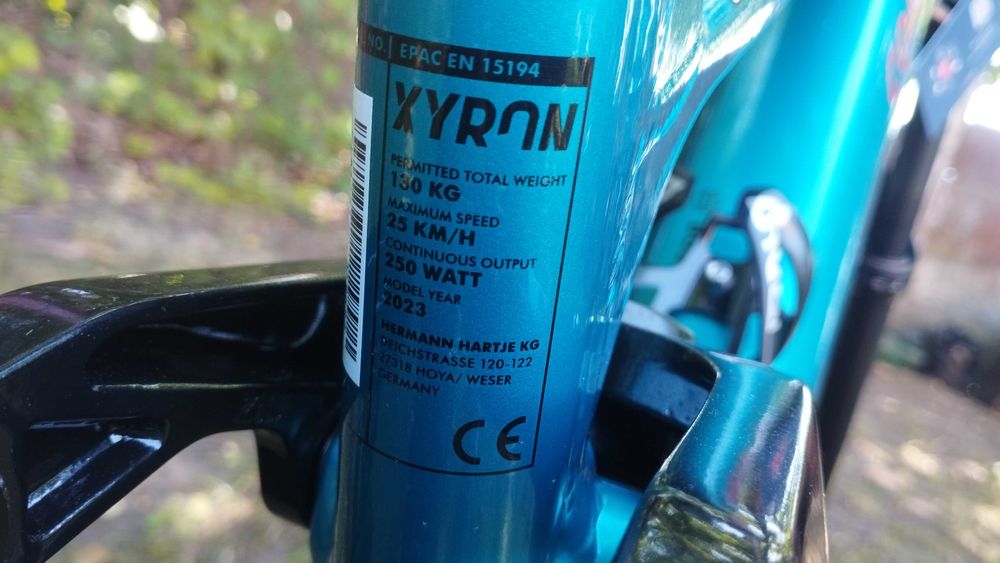 NO. EPAC EN 15194
XYRON
PERMITTED TOTAL WEIGHT
130 KG
MAXIMUM SPEED
25 KM/H
CONTINUOUS OUTPUT
250 WATT
MODEL YEAR
2023
HERMANN HARTJE KG
DEICHSTRASSE 120-122
27318 HOYA/ WESER
GERMANY
CE